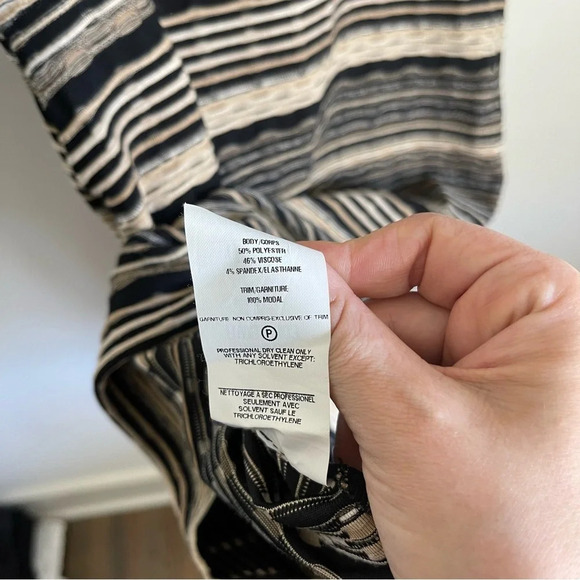 BODY/CORPS
50% POLYESTER
46% VISCOSE
4% SPANDEX/ELASTHANNE
TRIM/GARNITURE
100% MODAL
GARNITURE NON COMPRIS-EXCLUSIVE OF TRIM
P
PROFESSIONAL DRY CLEAN ONLY
WITH ANY SOLVENT EXCEPT:
TRICHLOROETHYLENE
NETTOYAGE A SEC PROFESSIONEL
SEULEMENT AVEC
SOLVENT SAUF LE
TRICHLOROETHYLENE